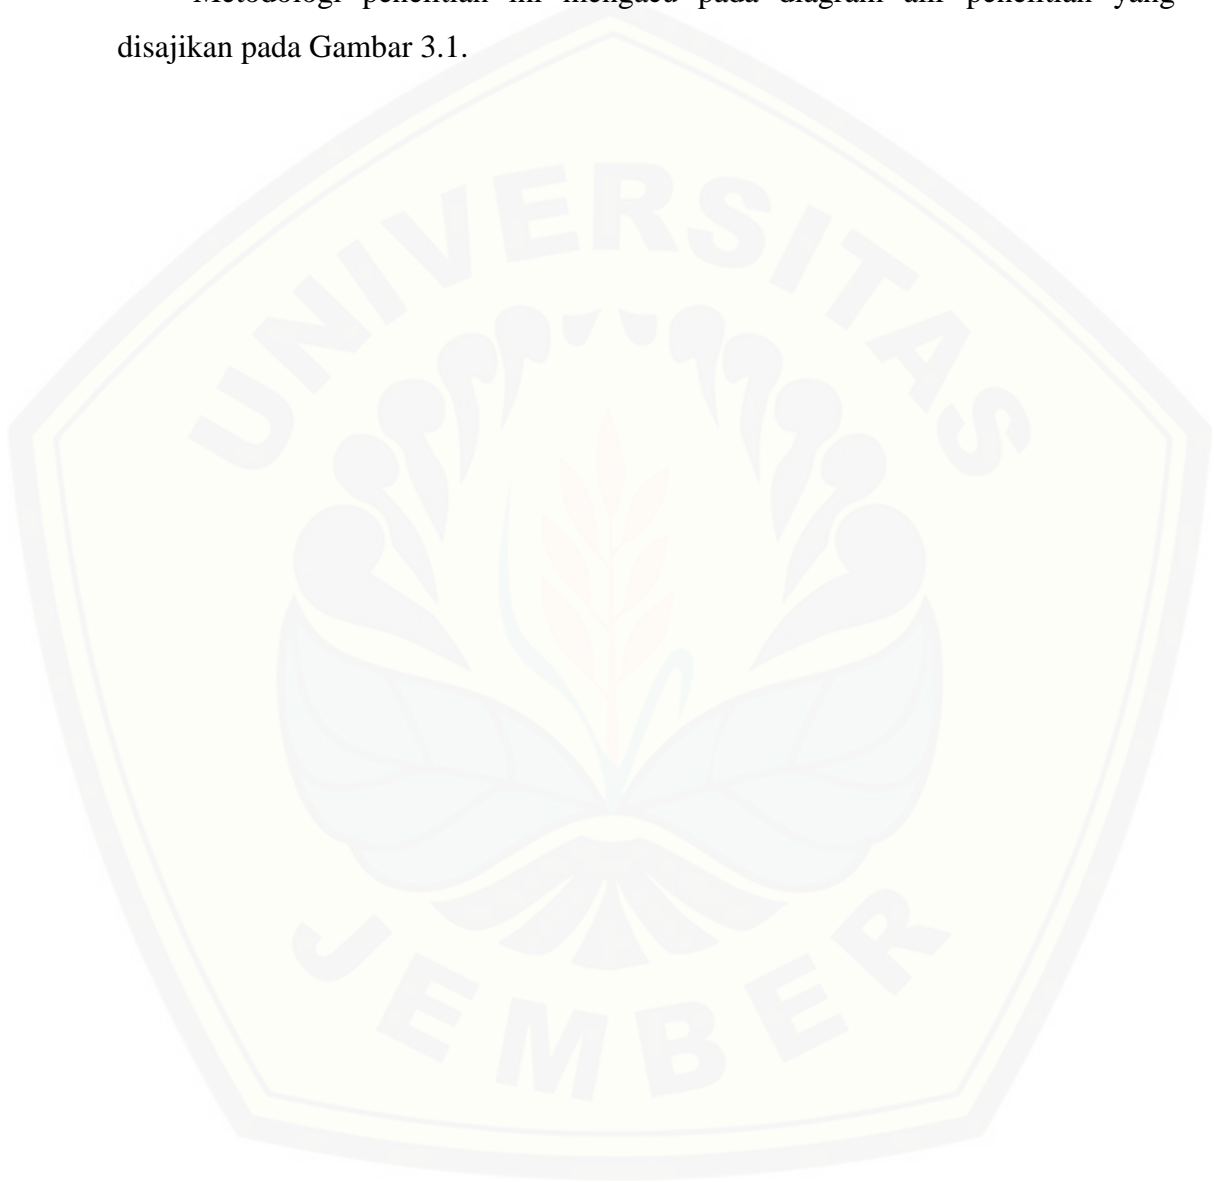 Metodologi penelitian ini mengacu pada diagram alir penelitian yang
disajikan pada Gambar 3.1.
UNIVERSITAS
JEMBER